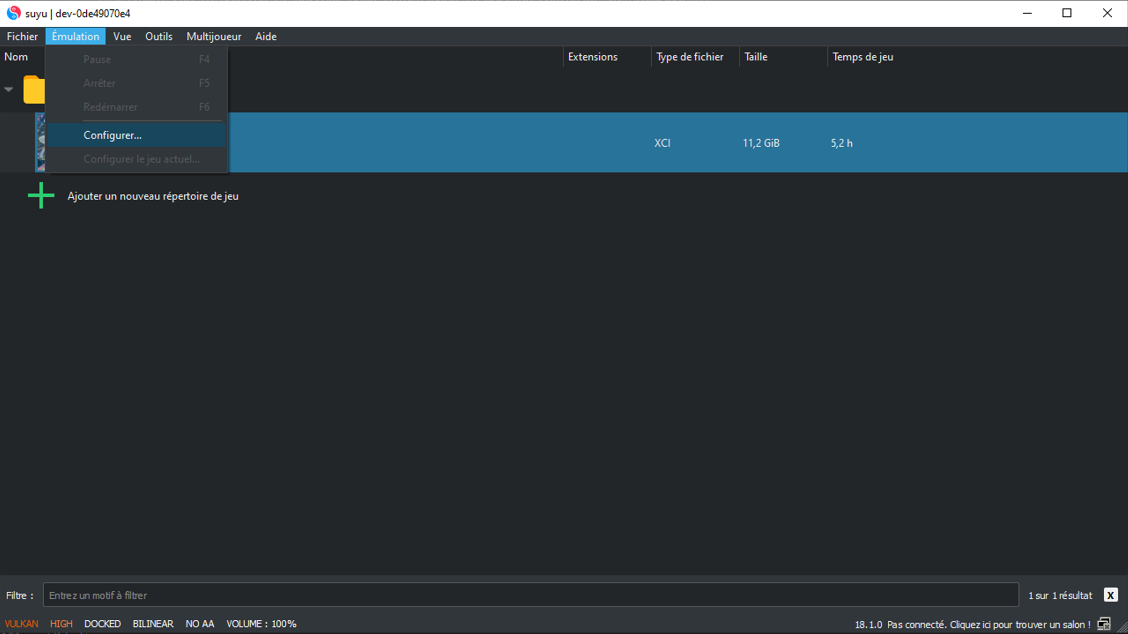 suyu | dev-0de49070e4
Fichier Émulation Vue Outils Multijoueur Aide
Nom Extensions Type de fichier Taille Temps de jeu
Pause F4
Arrêter F5
Redémarrer F6
Configurer...
Configurer le jeu actuel...
XCI 11,2 GiB 5,2 h
Ajouter un nouveau répertoire de jeu
Filtre : Entrez un motif à filtrer 1 sur 1 résultat X
VULKAN HIGH DOCKED BILINEAR NO AA VOLUME : 100% 18.1.0 Pas connecté. Cliquez ici pour trouver un salon !